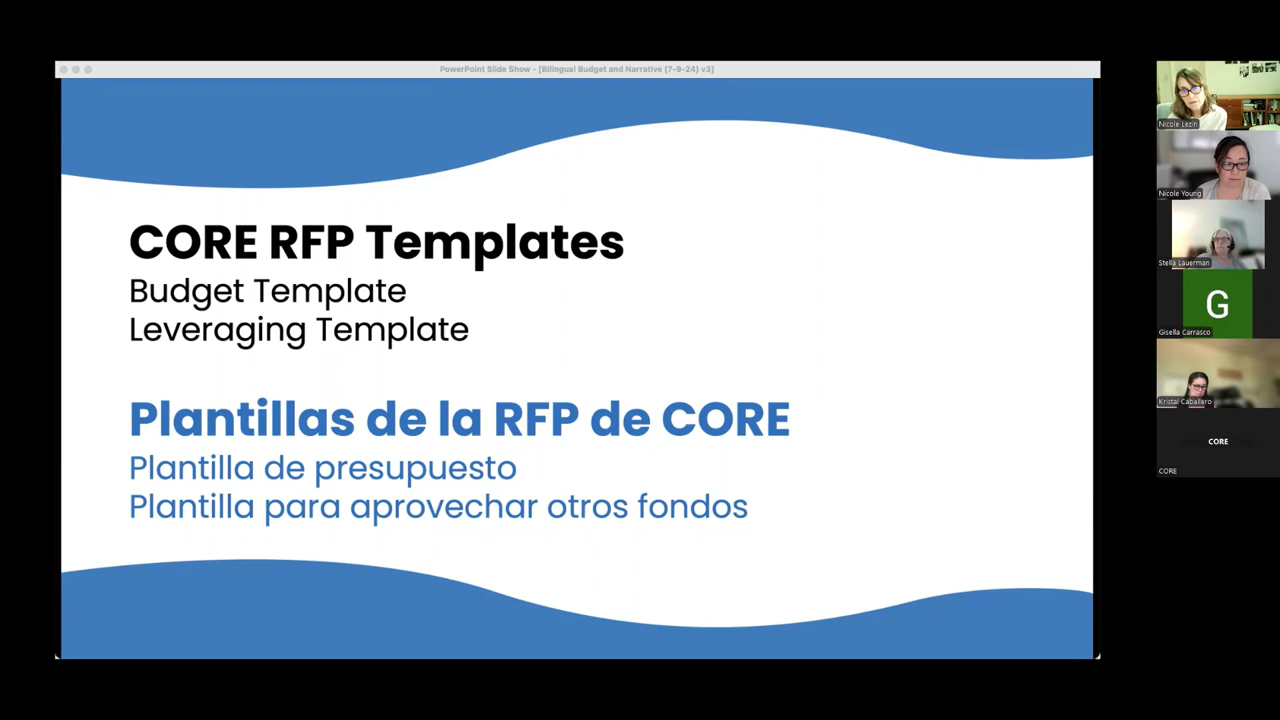 PowerPoint Slide Show - [Bilingual Budget and Narrative (7-9-24) v3]
CORE RFP Templates
Budget Template
Leveraging Template
Plantillas de la RFP de CORE
Plantilla de presupuesto
Plantilla para aprovechar otros fondos
Nicole Lezin
Nicole Young
Stella Lauerman
G
Gisella Carrasco
Kristal Caballero
CORE
CORE